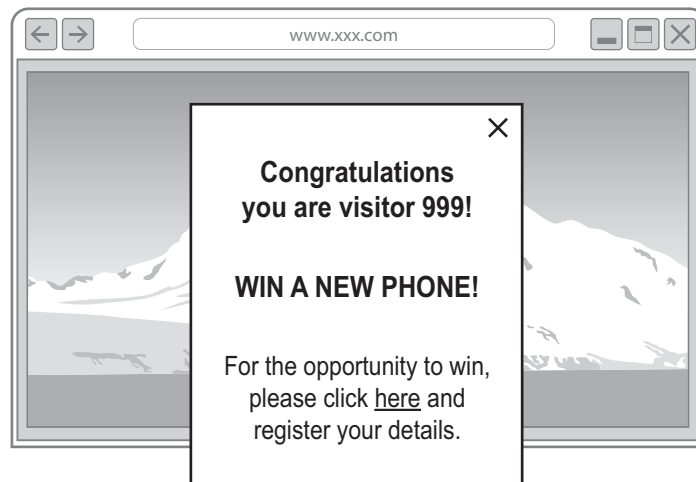 www.xxx.com
Congratulations
you are visitor 999!
WIN A NEW PHONE!
For the opportunity to win,
please click here and
register your details.